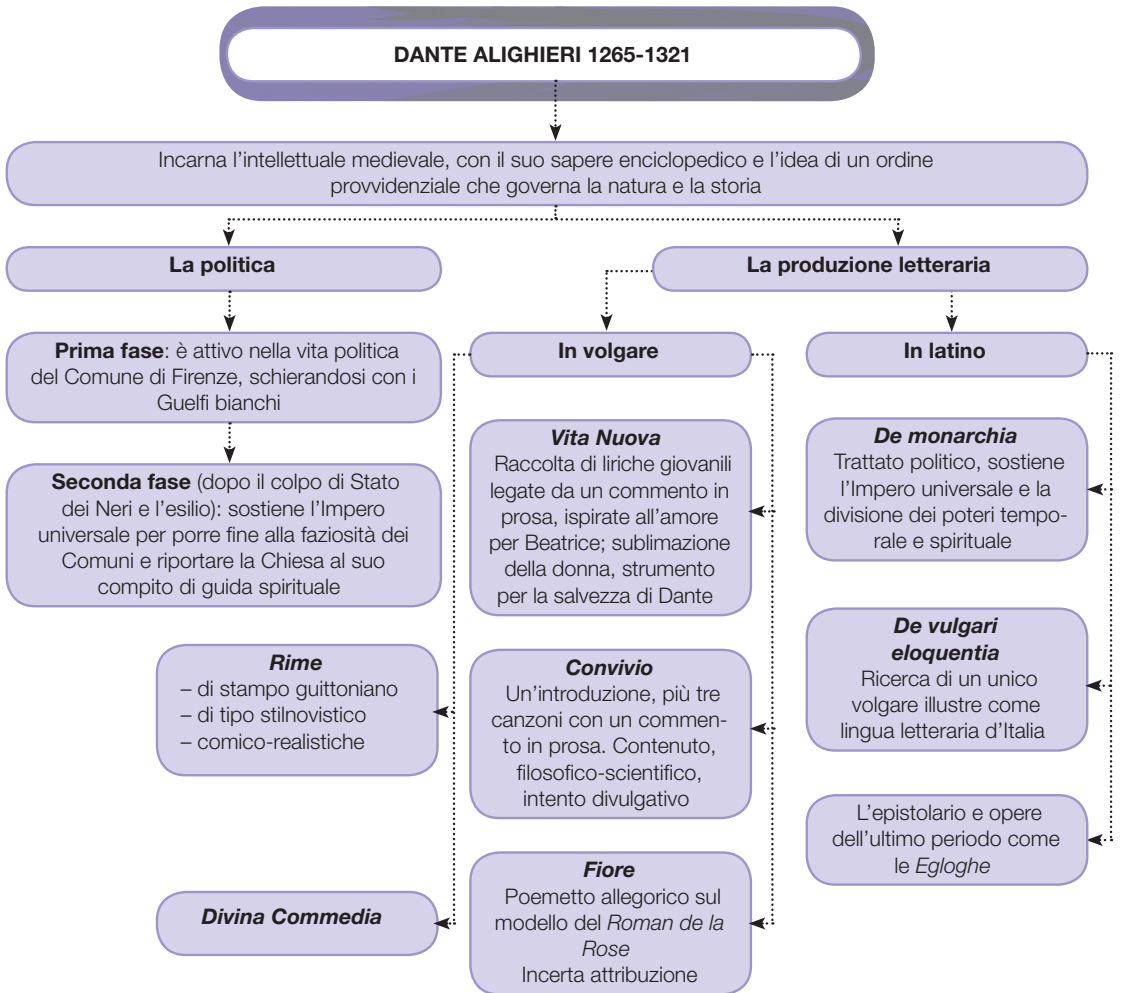 DANTE ALIGHIERI 1265-1321
Incarna l'intellettuale medievale, con il suo sapere enciclopedico e l'idea di un ordine
provvidenziale che governa la natura e la storia
La politica
La produzione letteraria
Prima fase: è attivo nella vita politica
del Comune di Firenze, schierandosi con i
Guelfi bianchi
Seconda fase (dopo il colpo di Stato
dei Neri e l'esilio): sostiene l'Impero
universale per porre fine alla faziosità dei
Comuni e riportare la Chiesa al suo
compito di guida spirituale
In volgare
In latino
Rime
– di stampo guittoniano
– di tipo stilnovistico
– comico-realistiche
Divina Commedia
Vita Nuova
Raccolta di liriche giovanili
legate da un commento in
prosa, ispirate all'amore
per Beatrice; sublimazione
della donna, strumento
per la salvezza di Dante
Convivio
Un'introduzione, più tre
canzoni con un commen-
to in prosa. Contenuto,
filosofico-scientifico,
intento divulgativo
Fiore
Poemetto allegorico sul
modello del Roman de la
Rose
Incerta attribuzione
De monarchia
Trattato politico, sostiene
l'Impero universale e la
divisione dei poteri tempo-
rale e spirituale
De vulgari
eloquentia
Ricerca di un unico
volgare illustre come
lingua letteraria d'Italia
L'epistolario e opere
dell'ultimo periodo come
le Egloghe